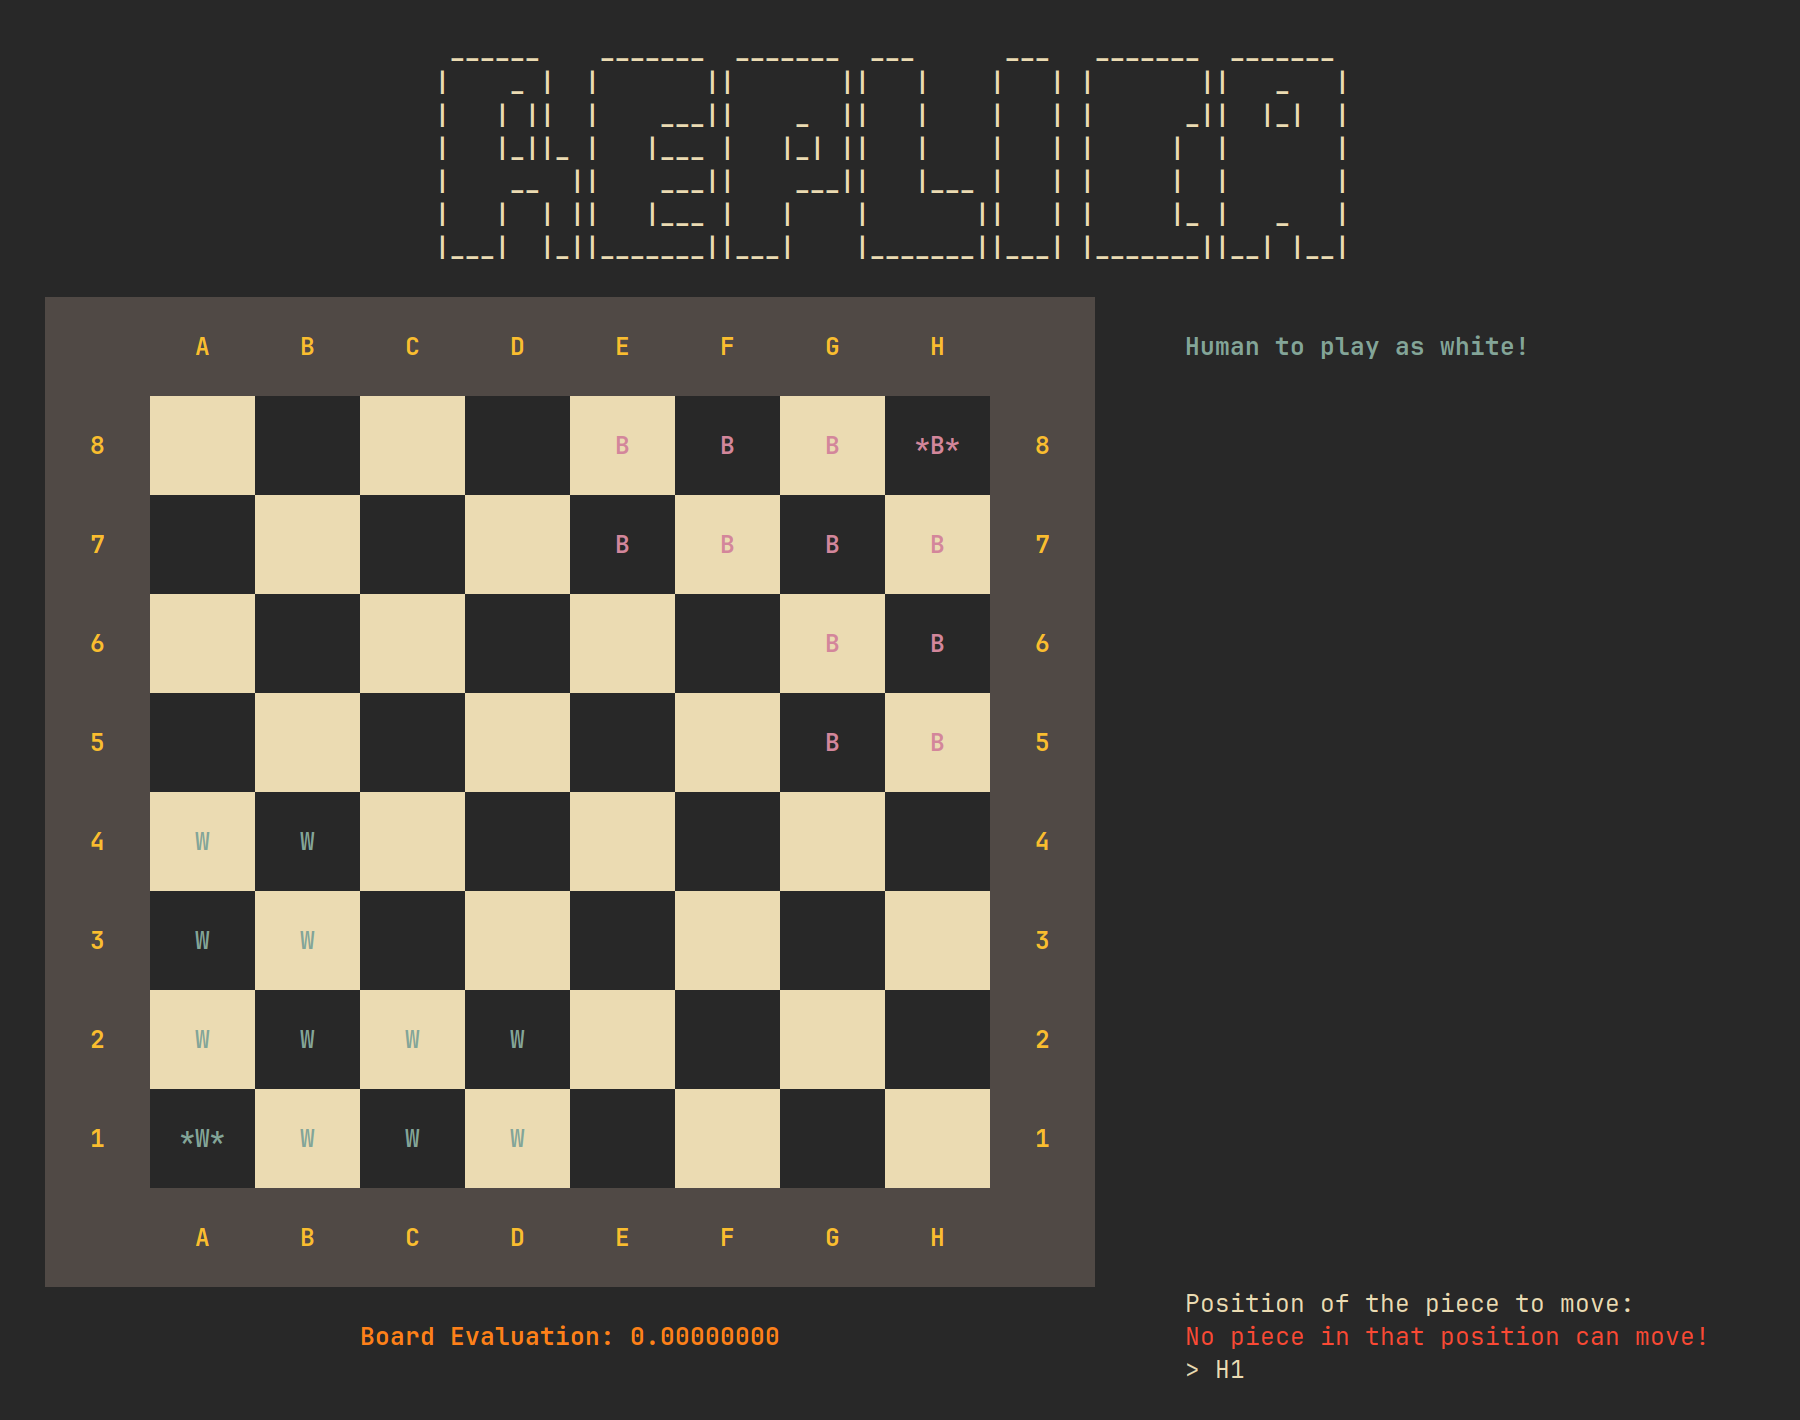 REPLICA
A B C D E F G H
Human to play as white!
8 B B B *B* 8
7 B B B B 7
6 B B 6
5 B B 5
4 W W 4
3 W W 3
2 W W W W 2
1 *W* W W W 1
A B C D E F G H
Position of the piece to move:
Board Evaluation: 0.00000000
No piece in that position can move!
> H1